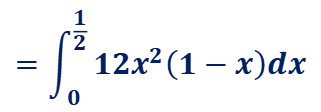 = ∫₀^{1/2} 12x²(1 − x)dx